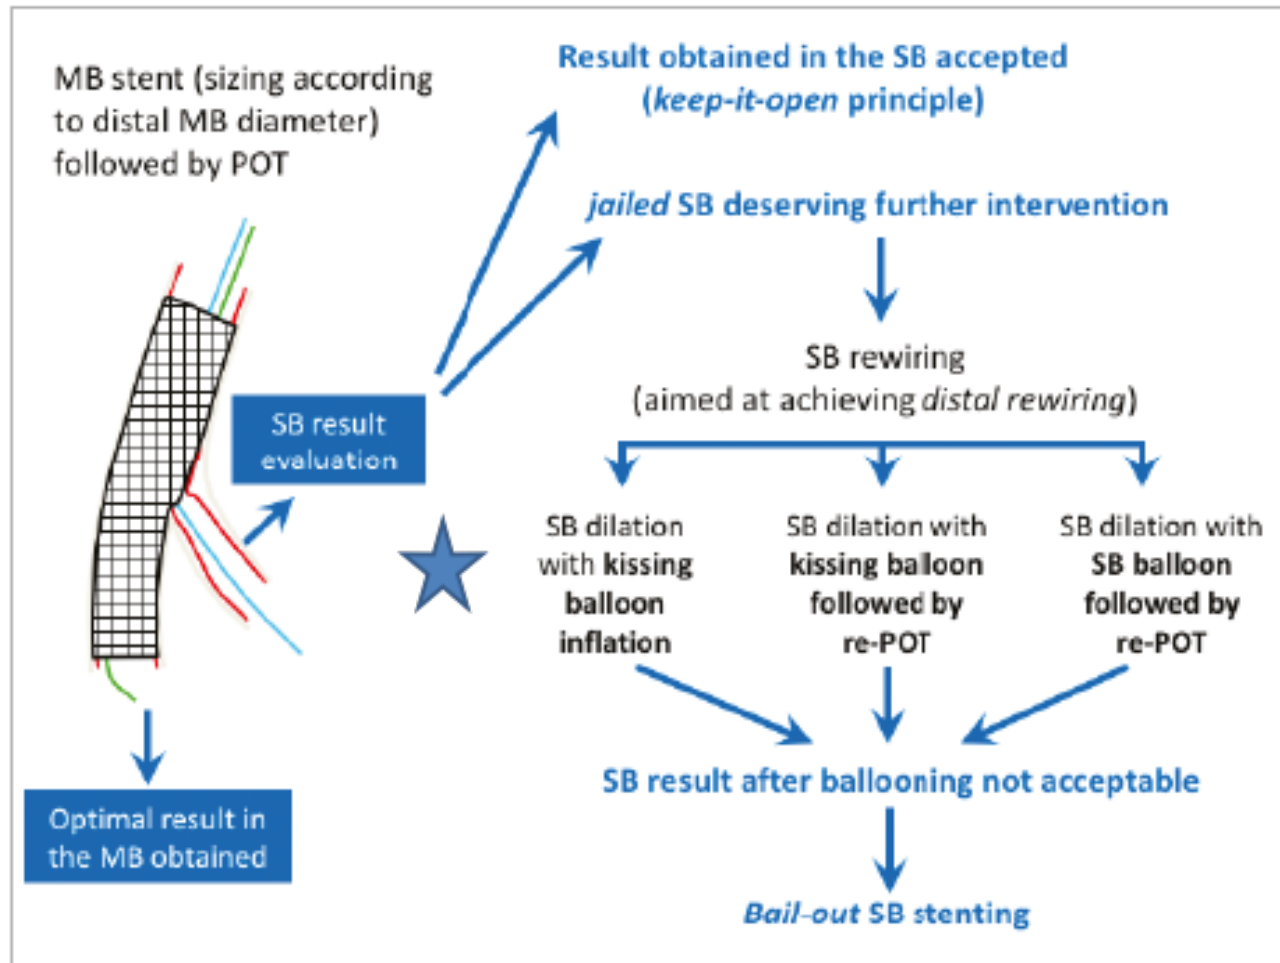 MB stent (sizing according
to distal MB diameter)
followed by POT
Result obtained in the SB accepted
(keep-it-open principle)
jailed SB deserving further intervention
SB result
evaluation
SB rewiring
(aimed at achieving distal rewiring)
SB dilation
with kissing
balloon
inflation
SB dilation with
kissing balloon
followed by
re-POT
SB dilation with
SB balloon
followed by
re-POT
SB result after ballooning not acceptable
Optimal result in
the MB obtained
Bail-out SB stenting